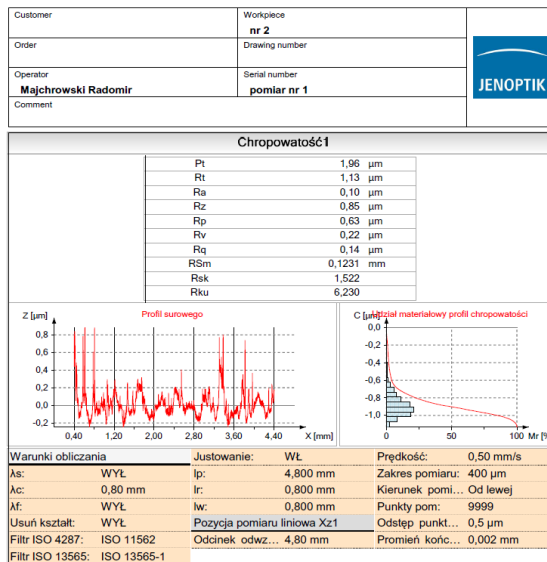 Customer Workpiece
nr 2
Order Drawing number
Operator Serial number
Majchrowski Radomir pomiar nr 1
JENOPTIK
Comment
Chropowatość1
Pt 1,96 µm
Rt 1,13 µm
Ra 0,10 µm
Rz 0,85 µm
Rp 0,63 µm
Rv 0,22 µm
Rq 0,14 µm
RSm 0,1231 mm
Rsk 1,522
Rku 6,230
Z [µm] Profil surowego
0,8
0,6
0,4
0,2
-0,0
-0,2
0,40 1,20 2,00 2,80 3,60 4,40 X [mm]
C [µm] Udział materiałowy profil chropowatości
0,0
-0,2
-0,4
-0,6
-0,8
-1,0
0 50 100 Mr [%
Warunki obliczania Justowanie: WŁ Prędkość: 0,50 mm/s
λs: WYŁ lp: 4,800 mm Zakres pomiaru: 400 µm
λc: 0,80 mm lr: 0,800 mm Kierunek pomi... Od lewej
λf: WYŁ lw: 0,800 mm Punkty pom: 9999
Usuń kształt: WYŁ Pozycja pomiaru liniowa Xz1 Odstęp punkt... 0,5 µm
Filtr ISO 4287: ISO 11562 Odcinek odwz... 4,80 mm Promień końc... 0,002 mm
Filtr ISO 13565: ISO 13565-1